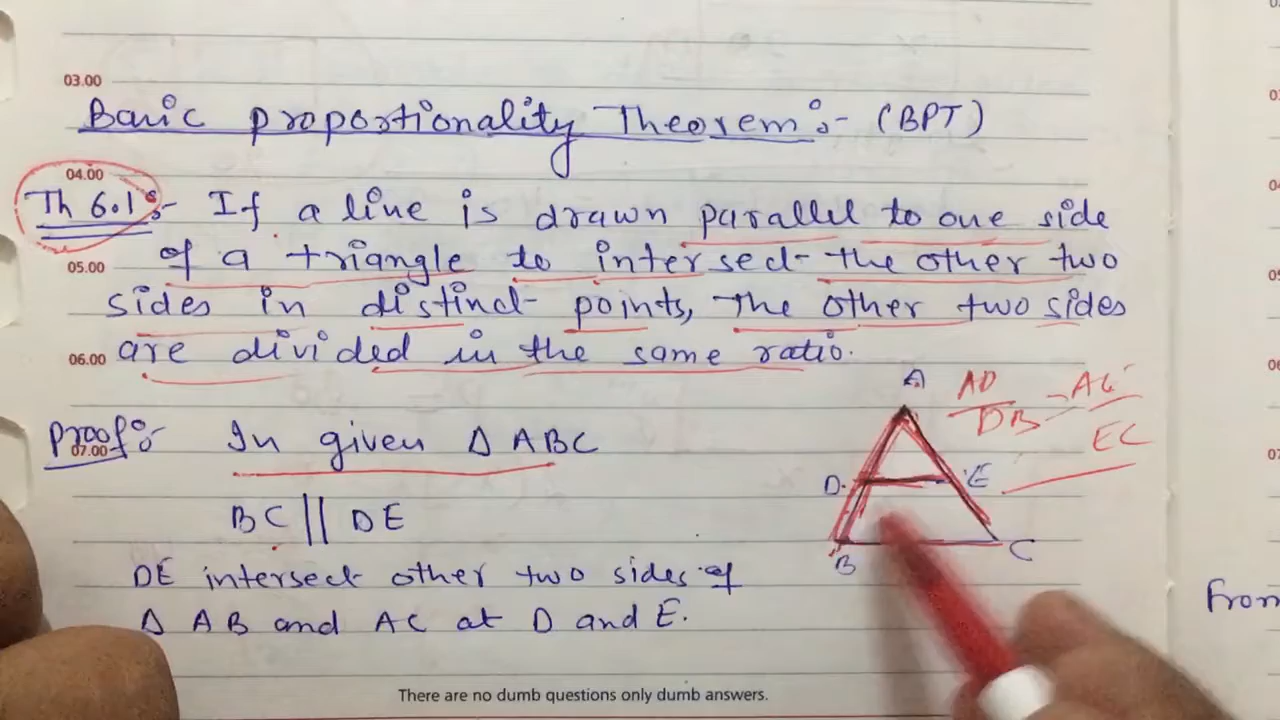 03.00
Basic proportionality Theorem:- (BPT)
04.00
Th 6.1:- If a line is drawn parallel to one side
of a triangle to intersect the other two
05.00
sides in distinct points, the other two sides
are divided in the same ratio.
06.00
A
AD/DB = AE/EC
Proof:- In given Δ ABC
07.00
D E
BC || DE
B C
DE intersect other two sides of
Δ AB and AC at D and E.
From
There are no dumb questions only dumb answers.